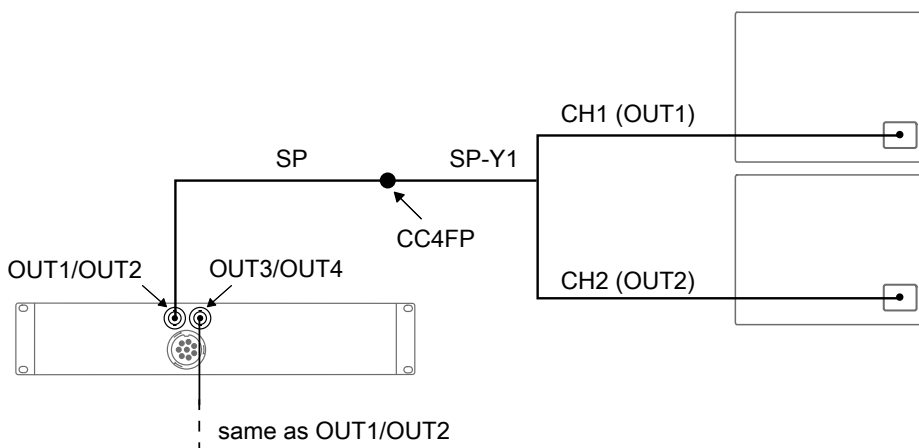 CH1 (OUT1)
SP
SP-Y1
CC4FP
OUT1/OUT2
OUT3/OUT4
CH2 (OUT2)
same as OUT1/OUT2